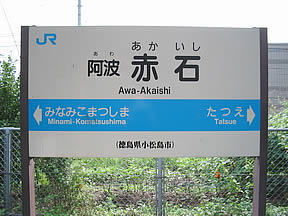 JR
あわ あかいし
阿波 赤石
Awa-Akaishi
みなみこまつしま たつえ
Minami-Komatsushima Tatsue
(徳島県小松島市)